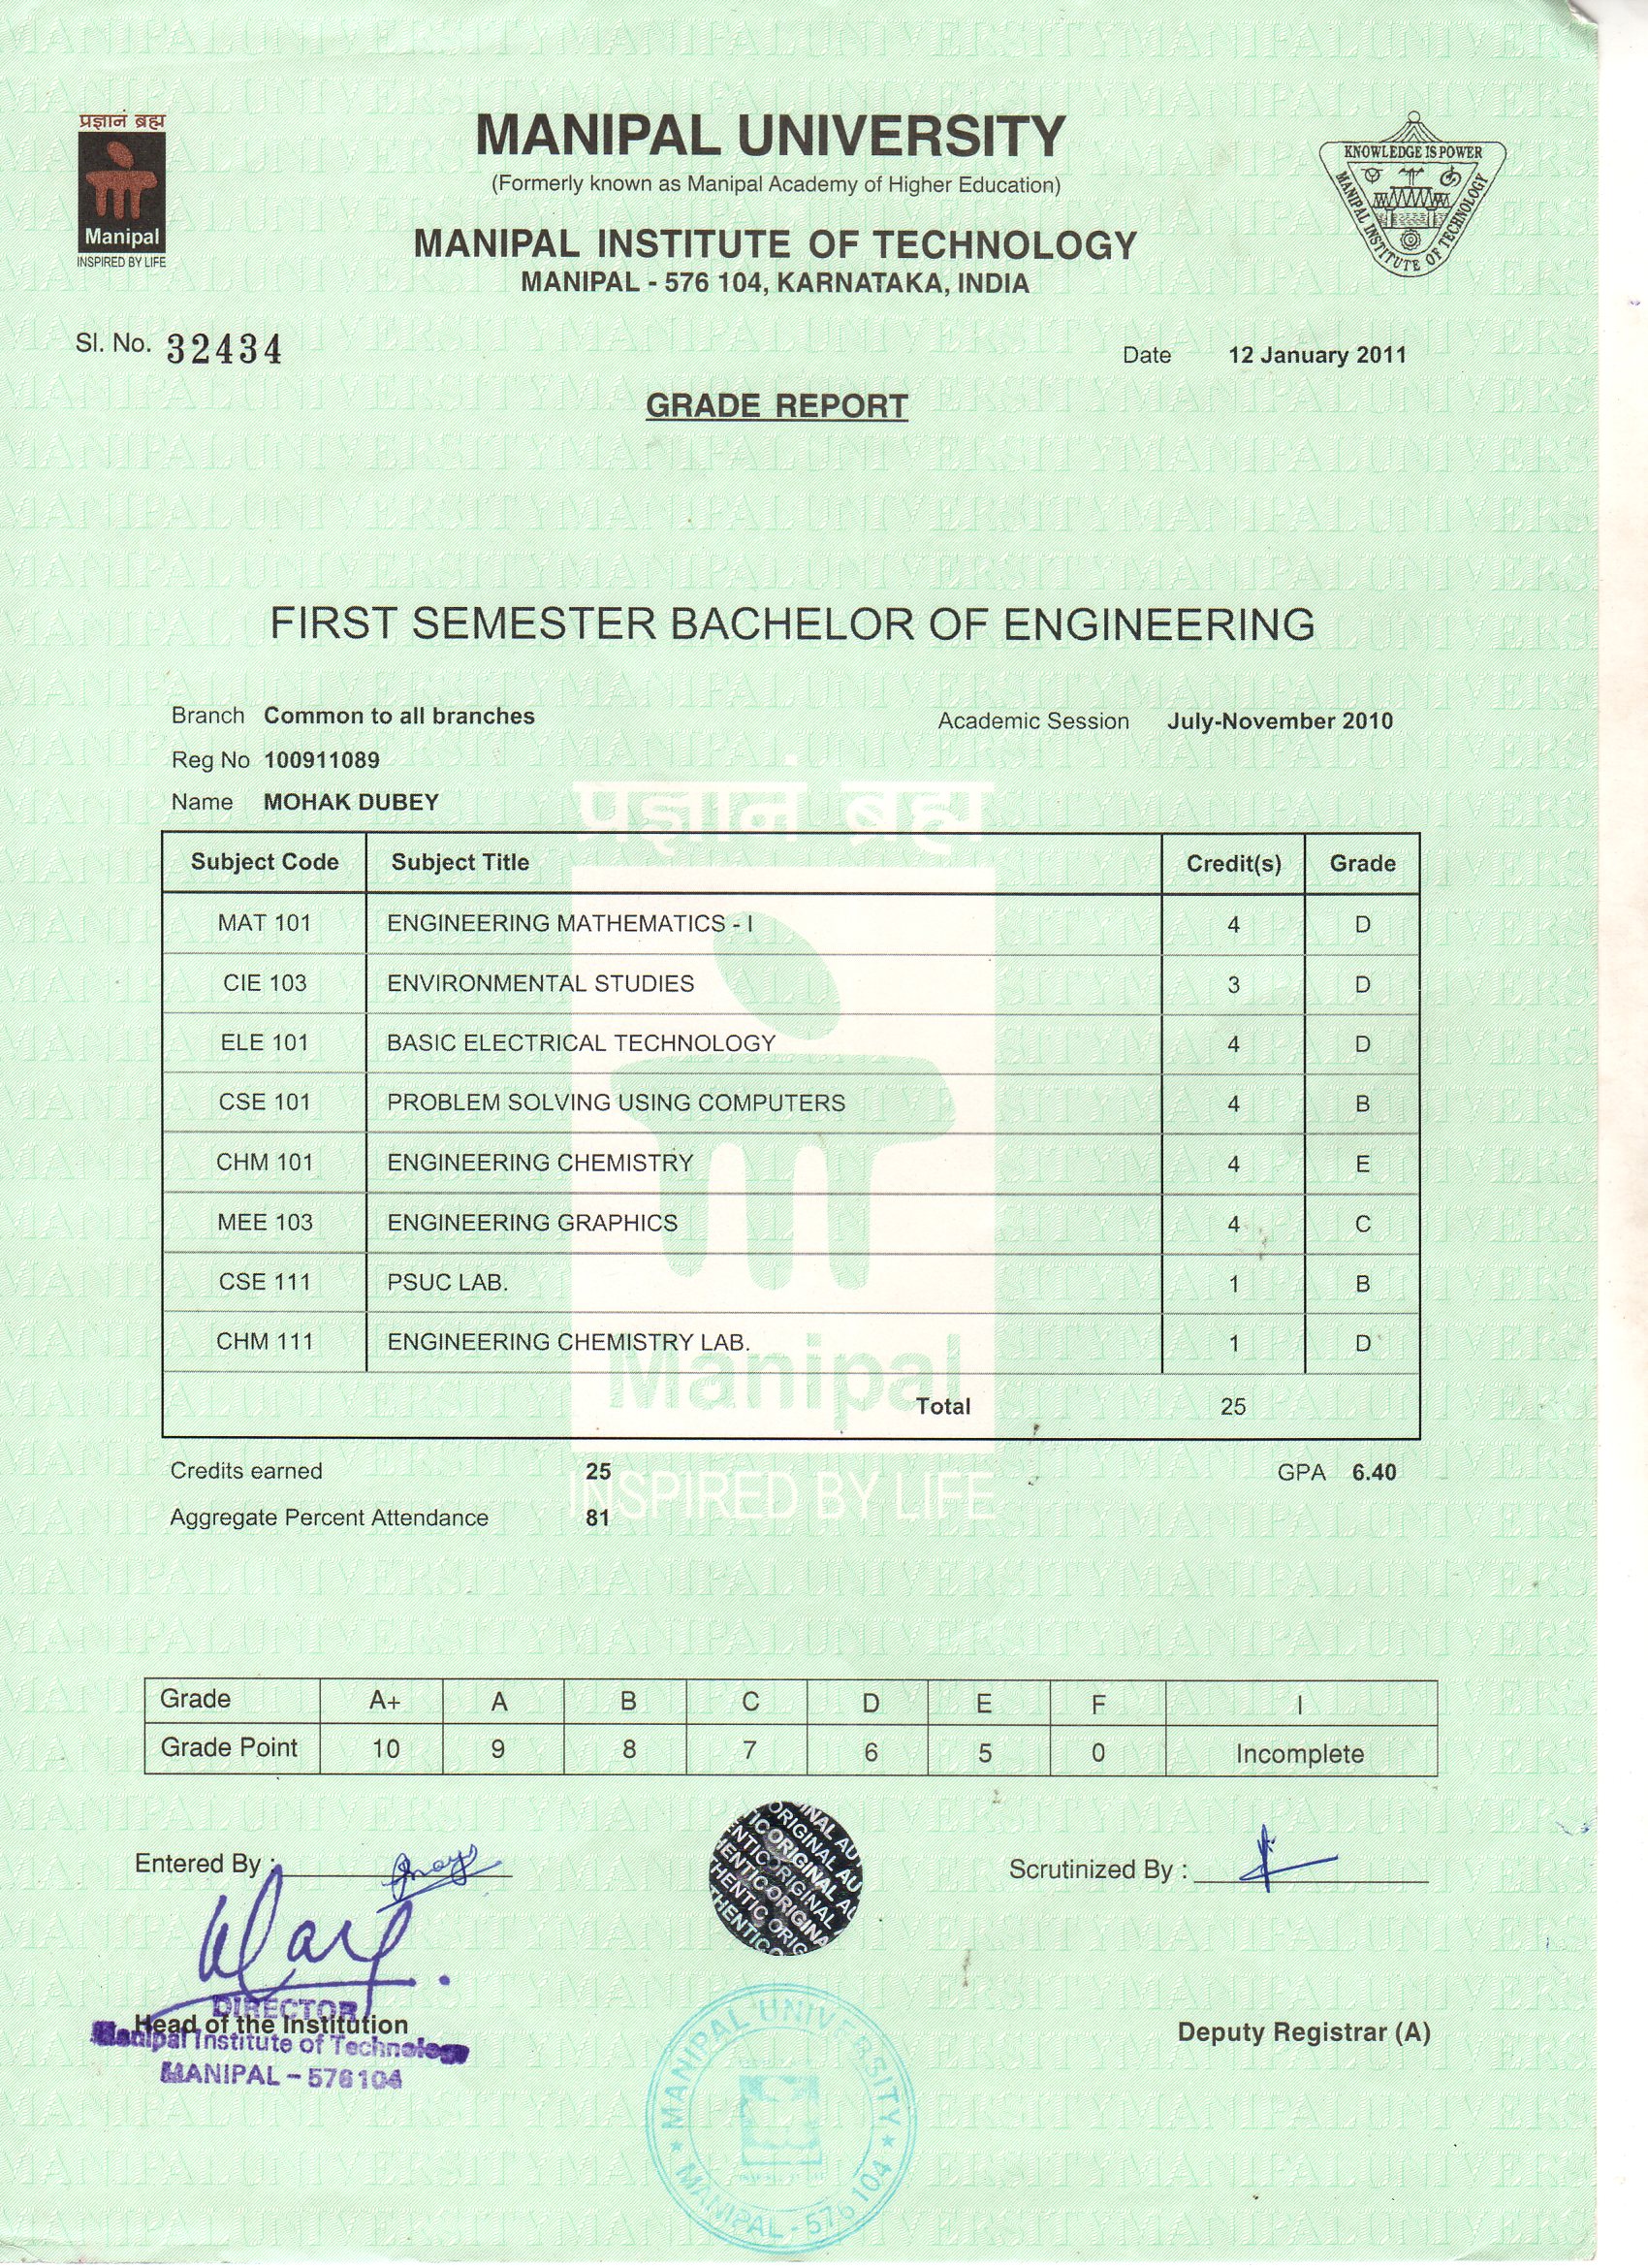 प्रज्ञानं ब्रह्म
Manipal
INSPIRED BY LIFE
MANIPAL UNIVERSITY
(Formerly known as Manipal Academy of Higher Education)
MANIPAL INSTITUTE OF TECHNOLOGY
MANIPAL - 576 104, KARNATAKA, INDIA
KNOWLEDGE IS POWER
MANIPAL INSTITUTE OF TECHNOLOGY
Sl. No. 32434
Date 12 January 2011
GRADE REPORT
FIRST SEMESTER BACHELOR OF ENGINEERING
Branch Common to all branches
Academic Session July-November 2010
Reg No 100911089
Name MOHAK DUBEY
प्रज्ञानं ब्रह्म
Subject Code Subject Title Credit(s) Grade
MAT 101 ENGINEERING MATHEMATICS - I 4 D
CIE 103 ENVIRONMENTAL STUDIES 3 D
ELE 101 BASIC ELECTRICAL TECHNOLOGY 4 D
CSE 101 PROBLEM SOLVING USING COMPUTERS 4 B
CHM 101 ENGINEERING CHEMISTRY 4 E
MEE 103 ENGINEERING GRAPHICS 4 C
CSE 111 PSUC LAB. 1 B
CHM 111 ENGINEERING CHEMISTRY LAB. 1 D
Manipal
Total 25
Credits earned 25 GPA 6.40
INSPIRED BY LIFE
Aggregate Percent Attendance 81
Grade A+ A B C D E F I
Grade Point 10 9 8 7 6 5 0 Incomplete
Entered By :
Scrutinized By :
DIRECTOR
Head of the Institution
Manipal Institute of Technology
MANIPAL - 576104
Deputy Registrar (A)
MANIPAL UNIVERSITY
MANIPAL - 576 104